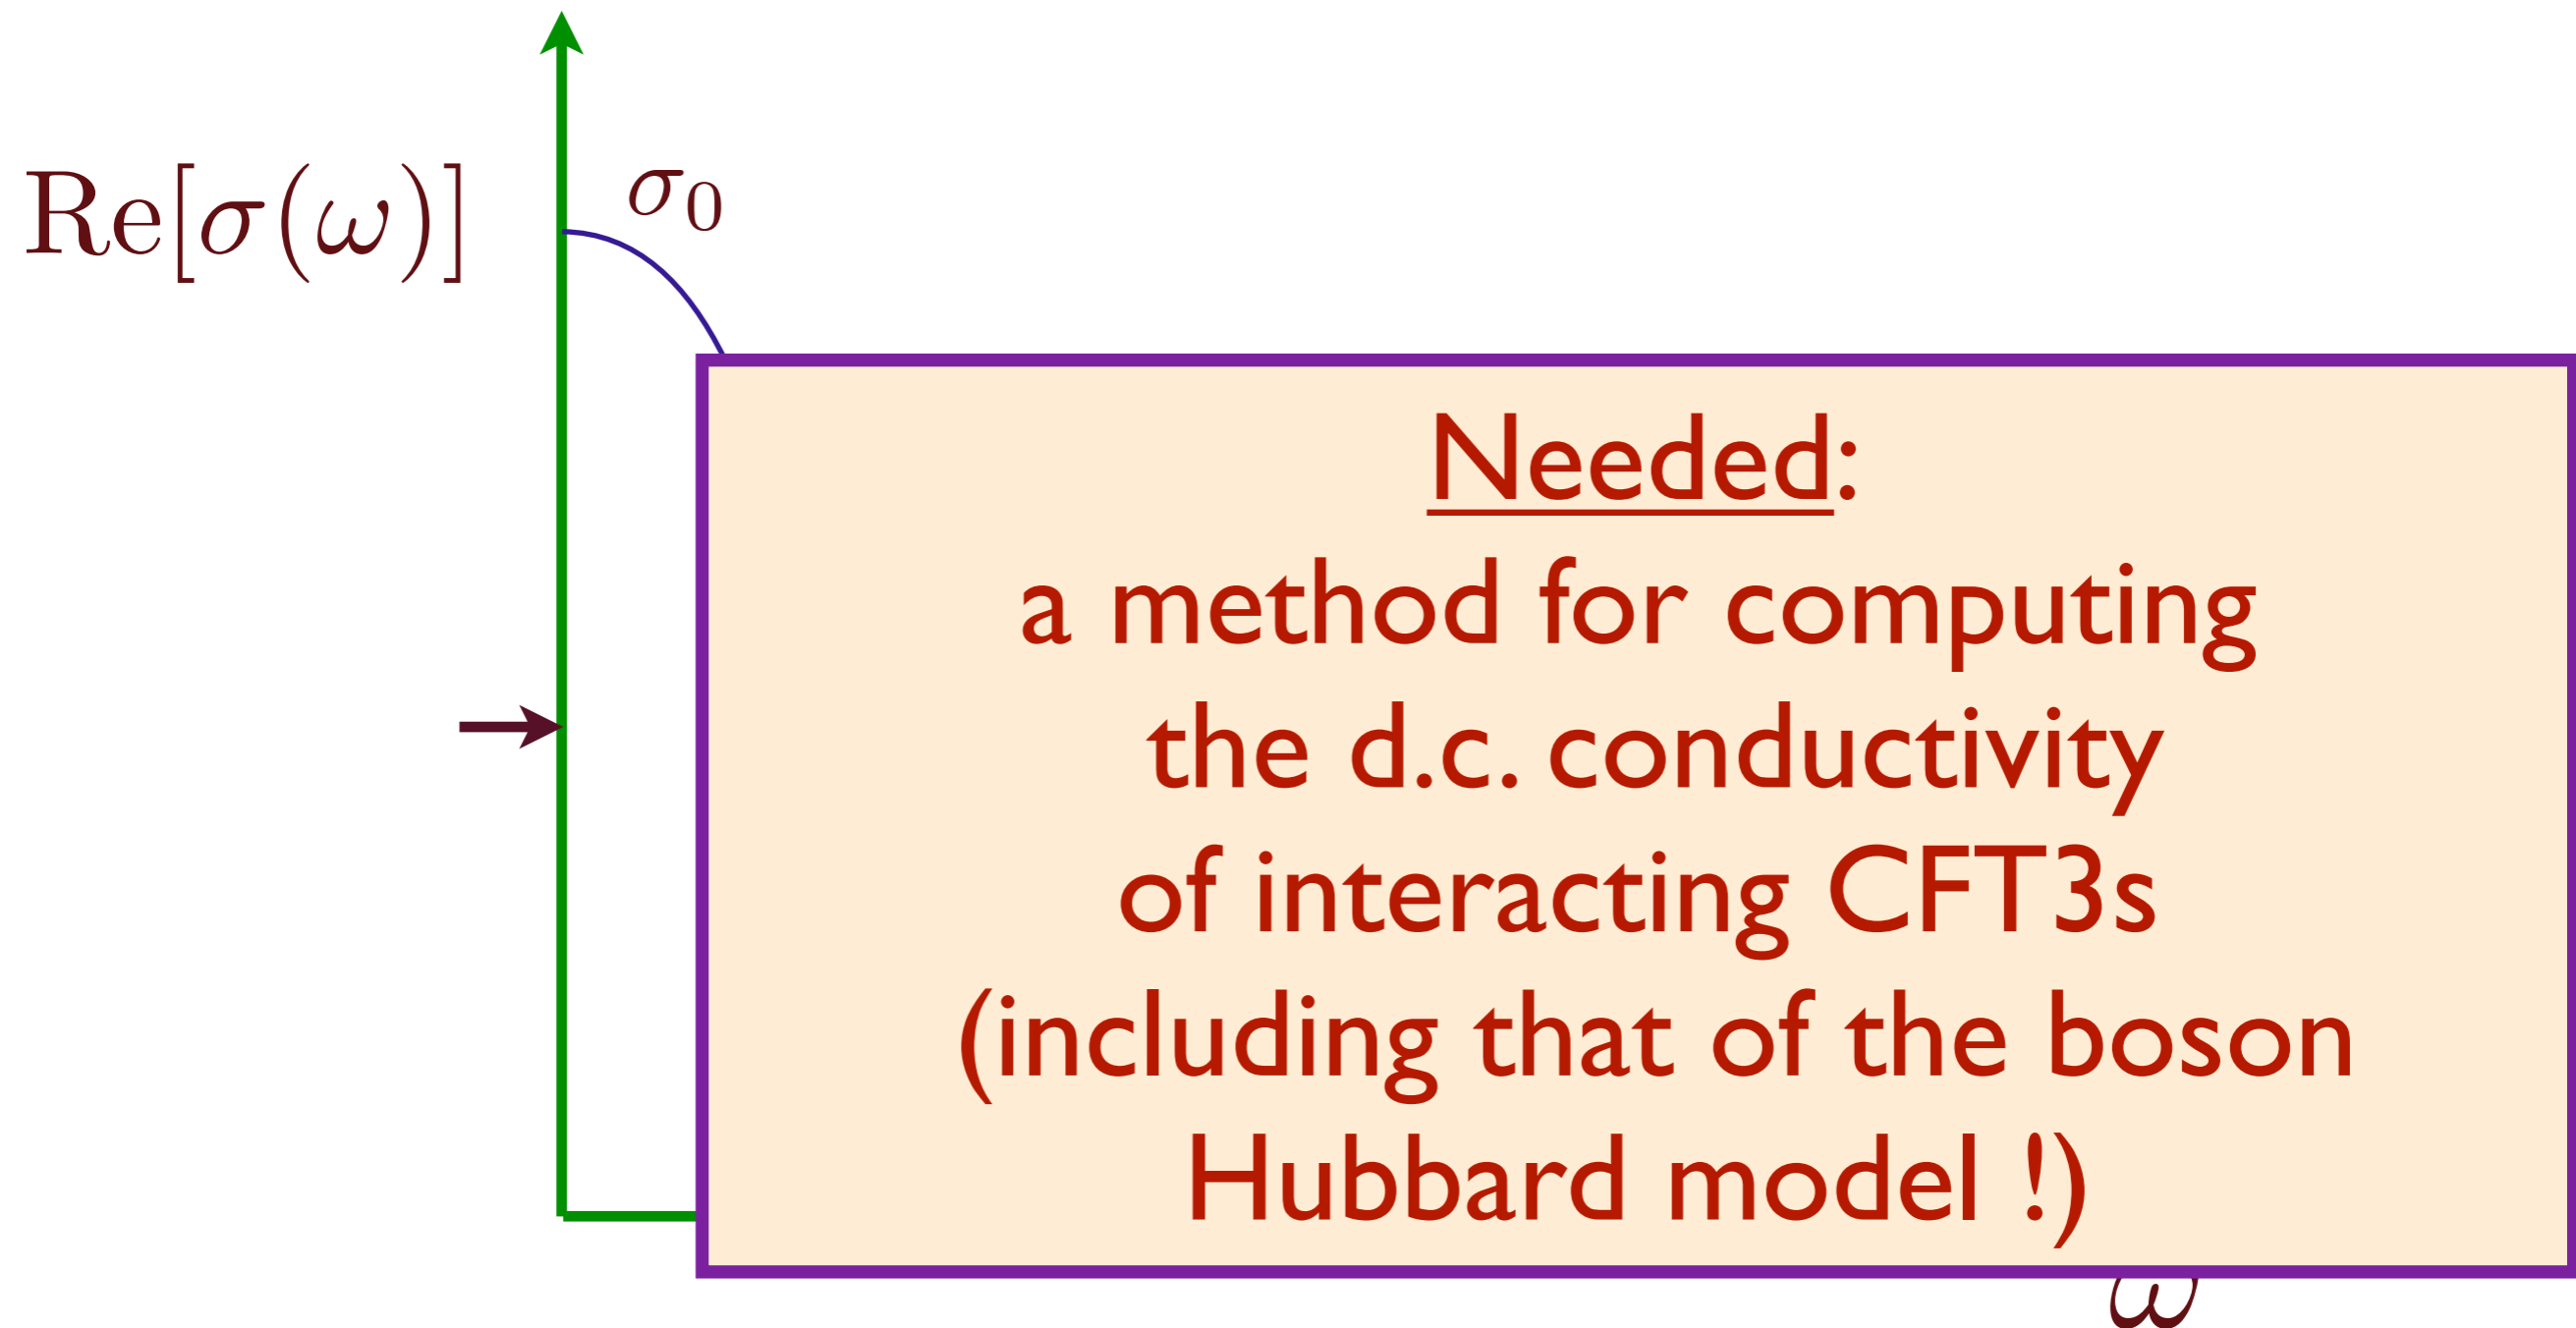 Re[σ(ω)]
σ₀
Needed:
a method for computing
the d.c. conductivity
of interacting CFT3s
(including that of the boson
Hubbard model !)
ω